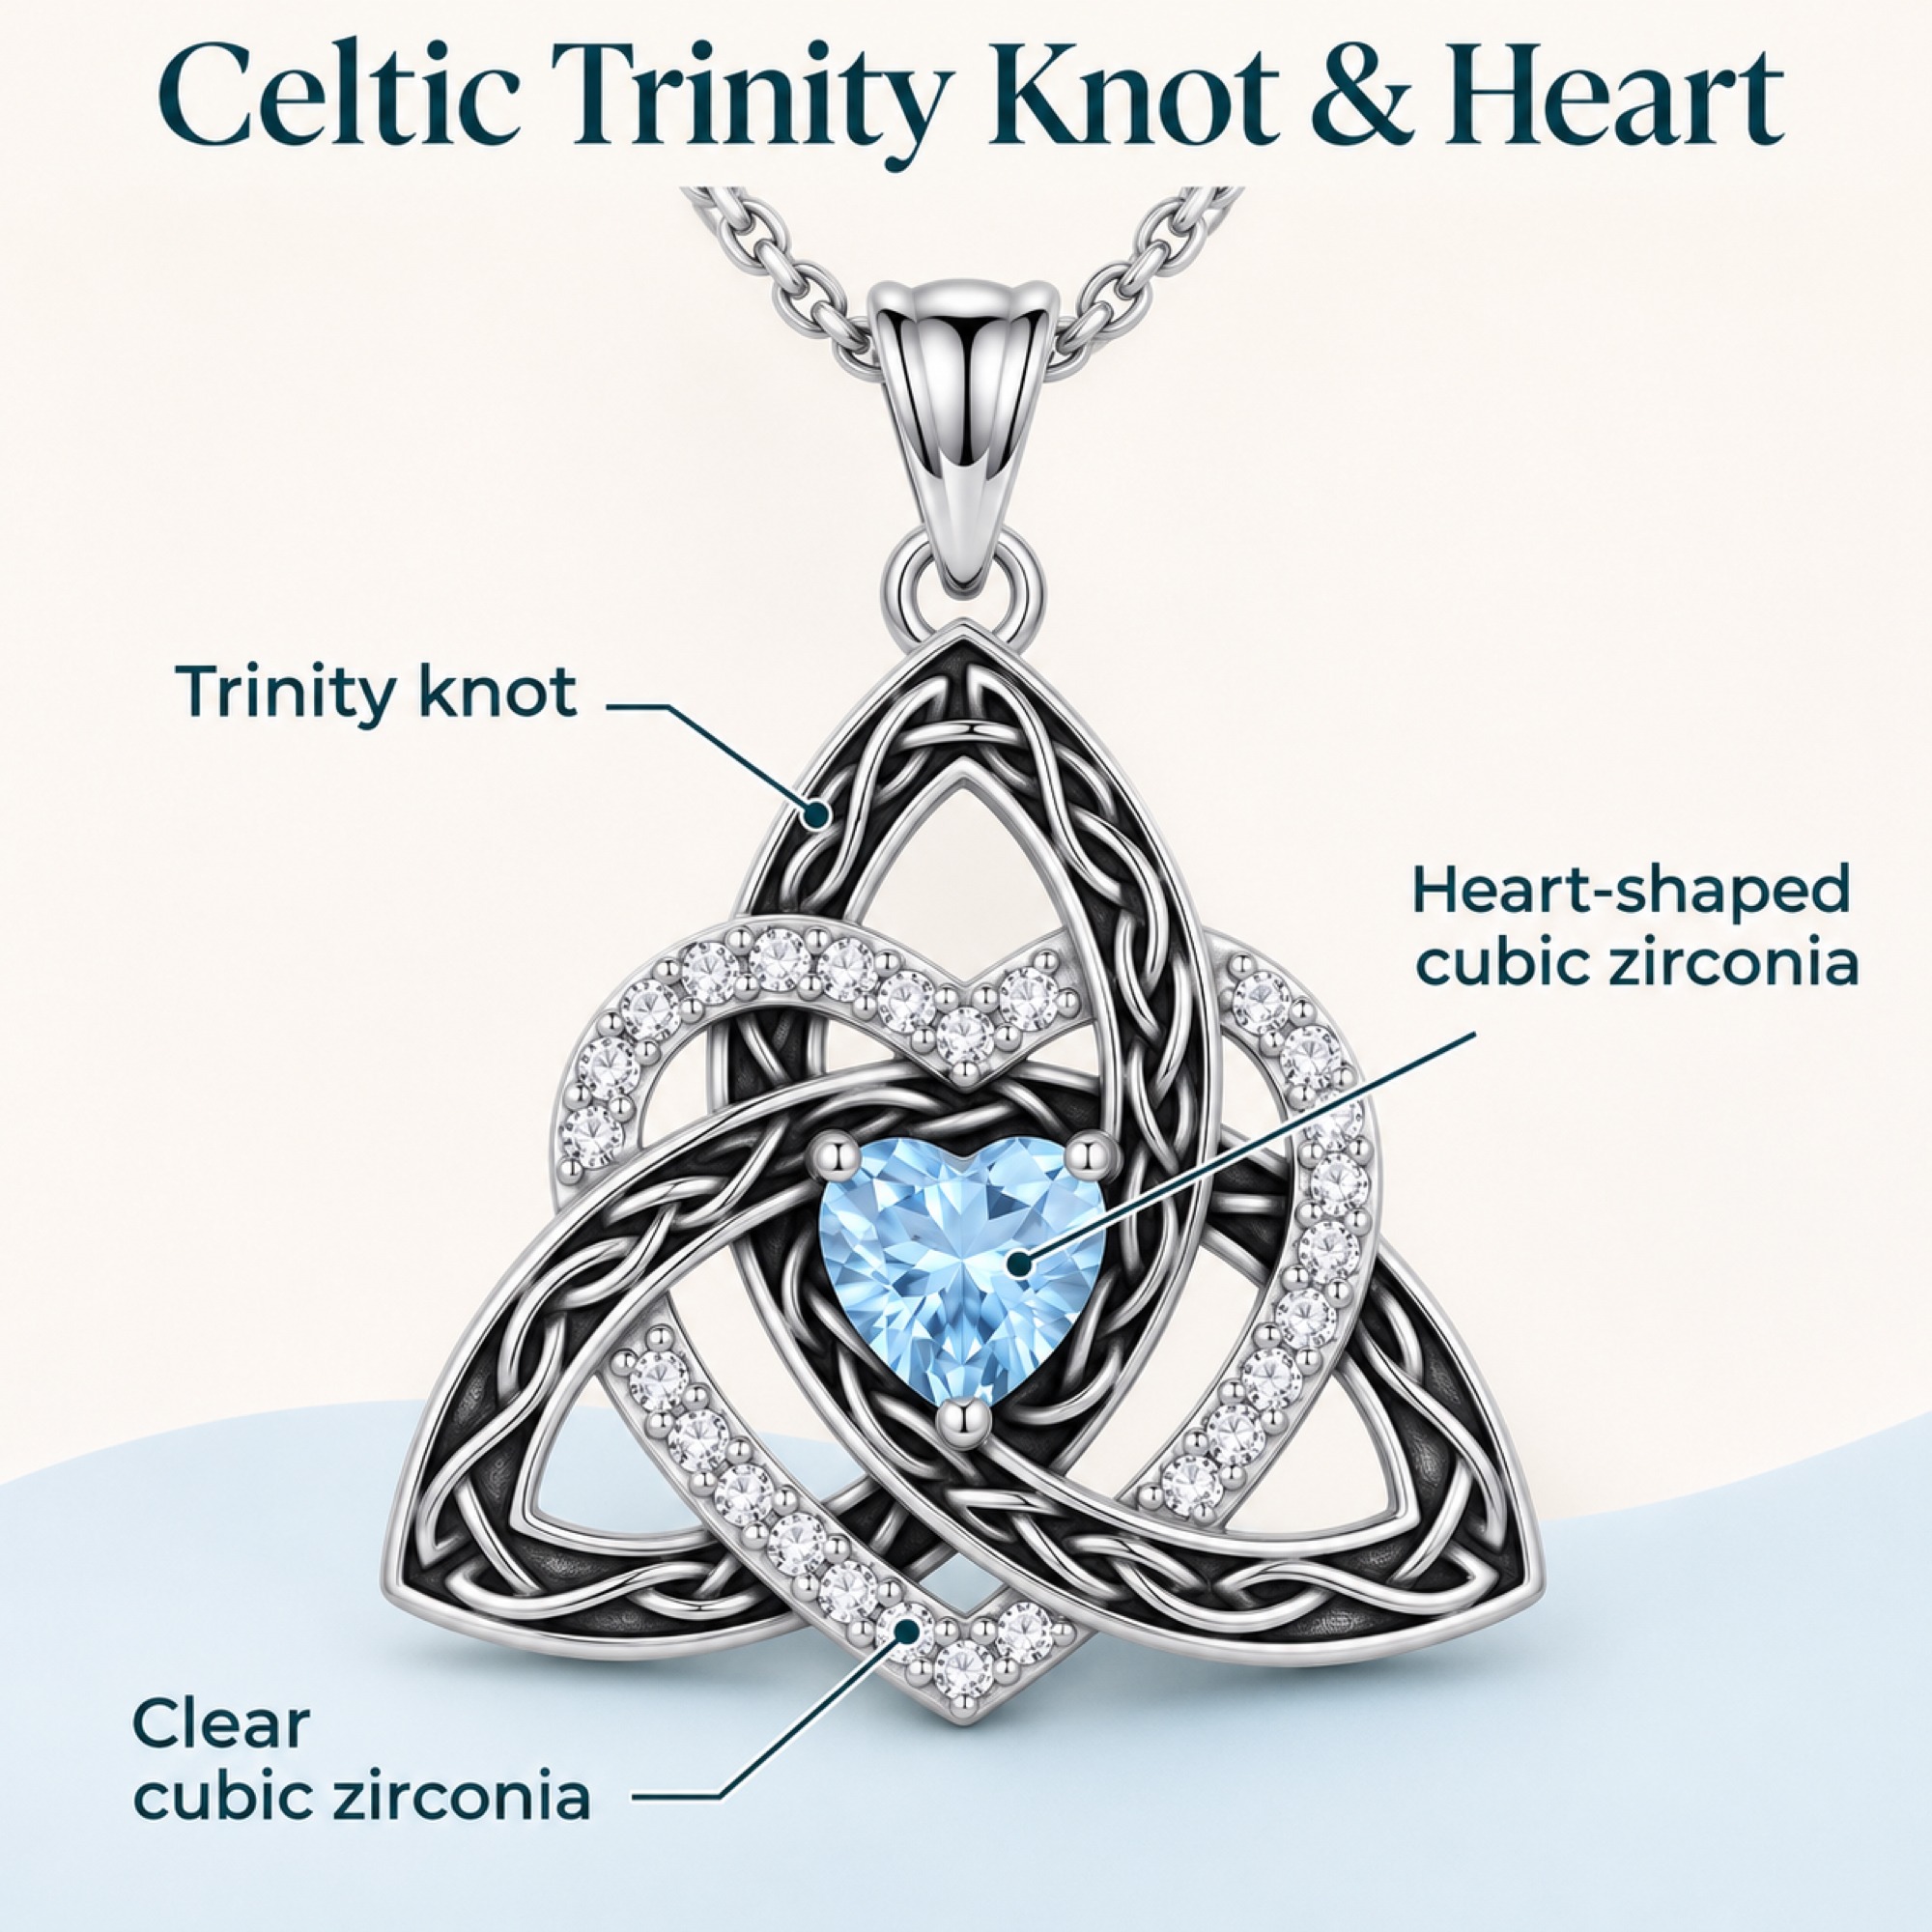 Celtic Trinity Knot & Heart
Trinity knot
Heart-shaped
cubic zirconia
Clear
cubic zirconia